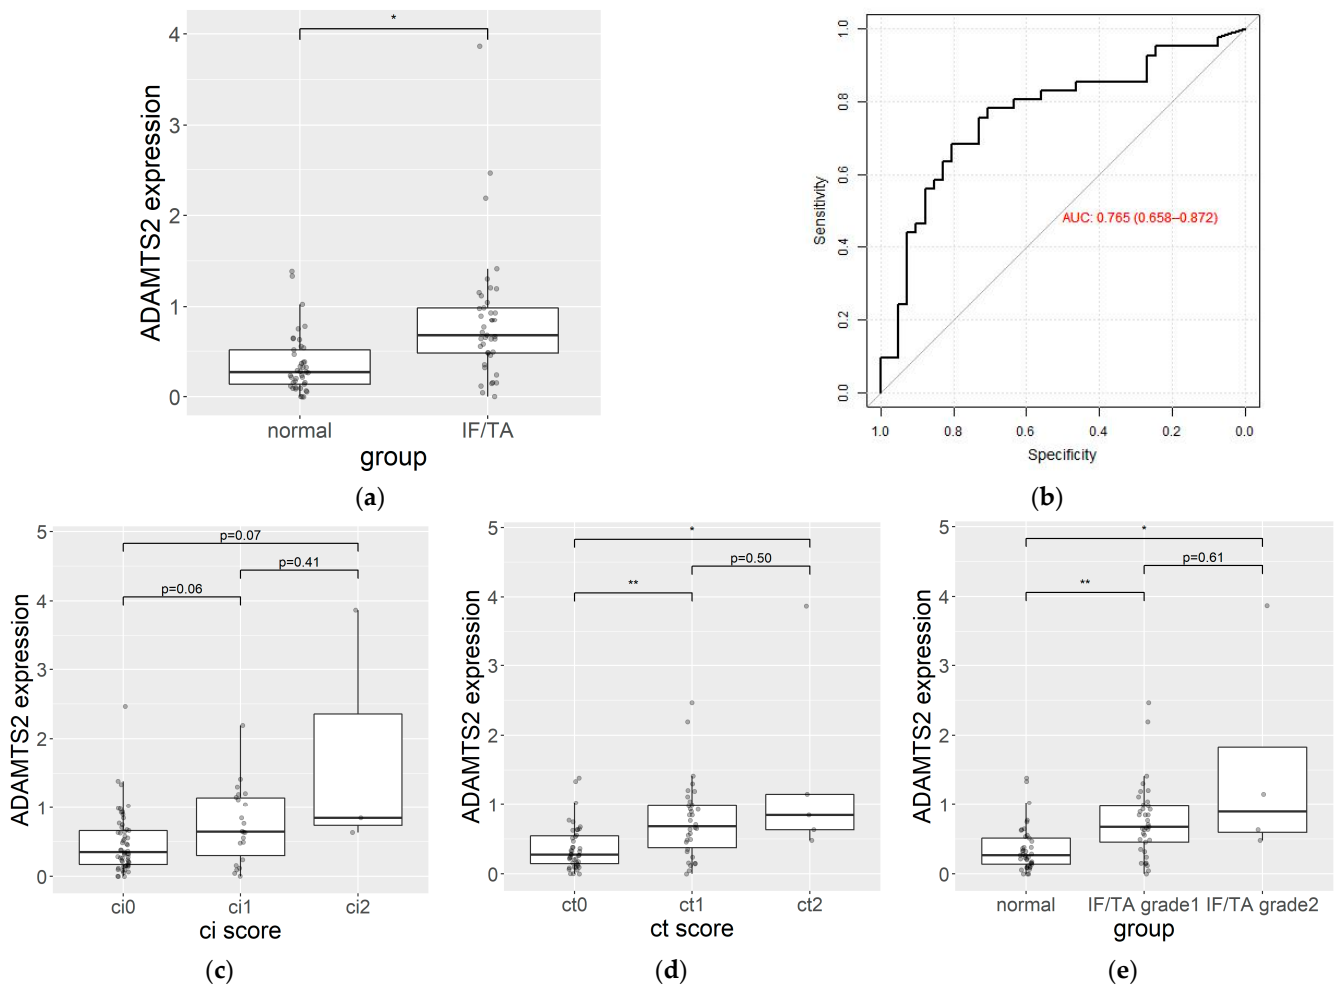 *
4
3
2
1
0
ADAMTS2 expression
normal IF/TA
group
(a)
1.0
0.8
0.6
0.4
0.2
0.0
Sensitivity
AUC: 0.765 (0.658–0.872)
1.0 0.8 0.6 0.4 0.2 0.0
Specificity
(b)
5
4
3
2
1
0
ADAMTS2 expression
p=0.07
p=0.41
p=0.06
ci0 ci1 ci2
ci score
(c)
5
4
3
2
1
0
ADAMTS2 expression
*
p=0.50
**
ct0 ct1 ct2
ct score
(d)
5
4
3
2
1
0
ADAMTS2 expression
*
p=0.61
**
normal IF/TA grade1 IF/TA grade2
group
(e)